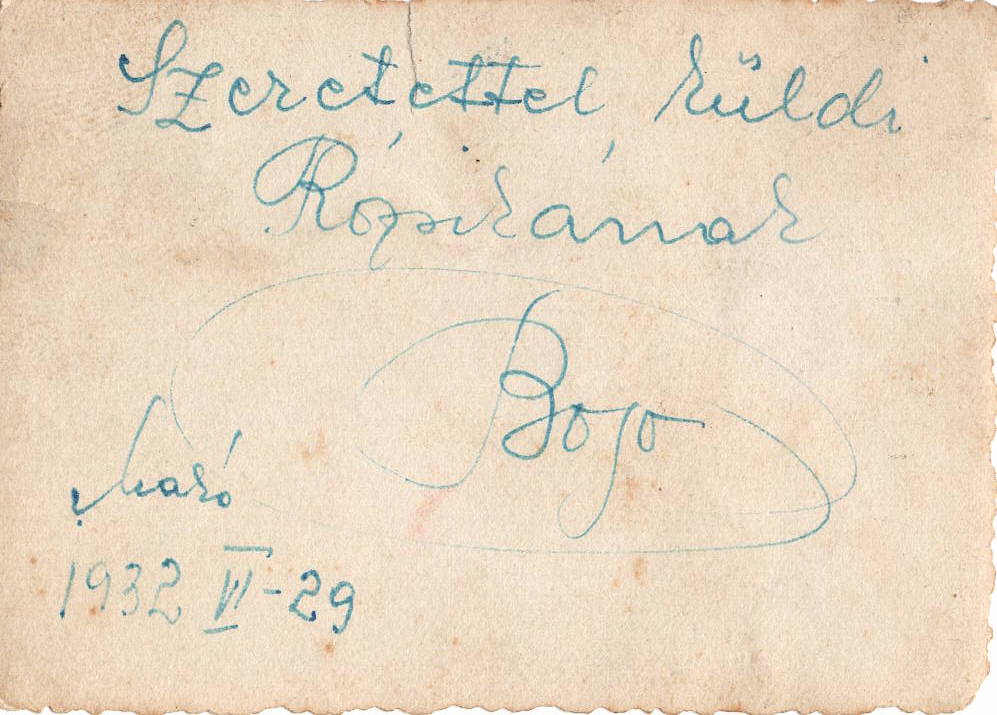 Szeretettel küldi
Rózsikának
Bojo
Makó
1932 VI-29